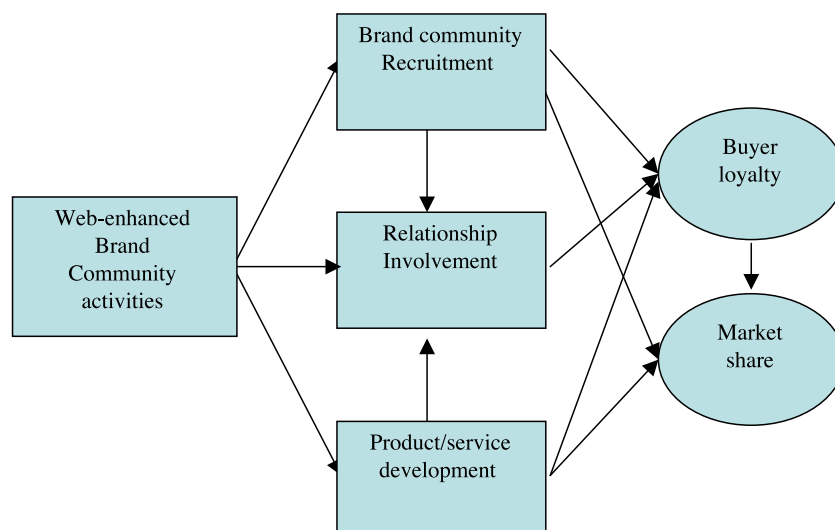 Brand community
Recruitment
Buyer
loyalty
Web-enhanced
Brand
Community
activities
Relationship
Involvement
Market
share
Product/service
development